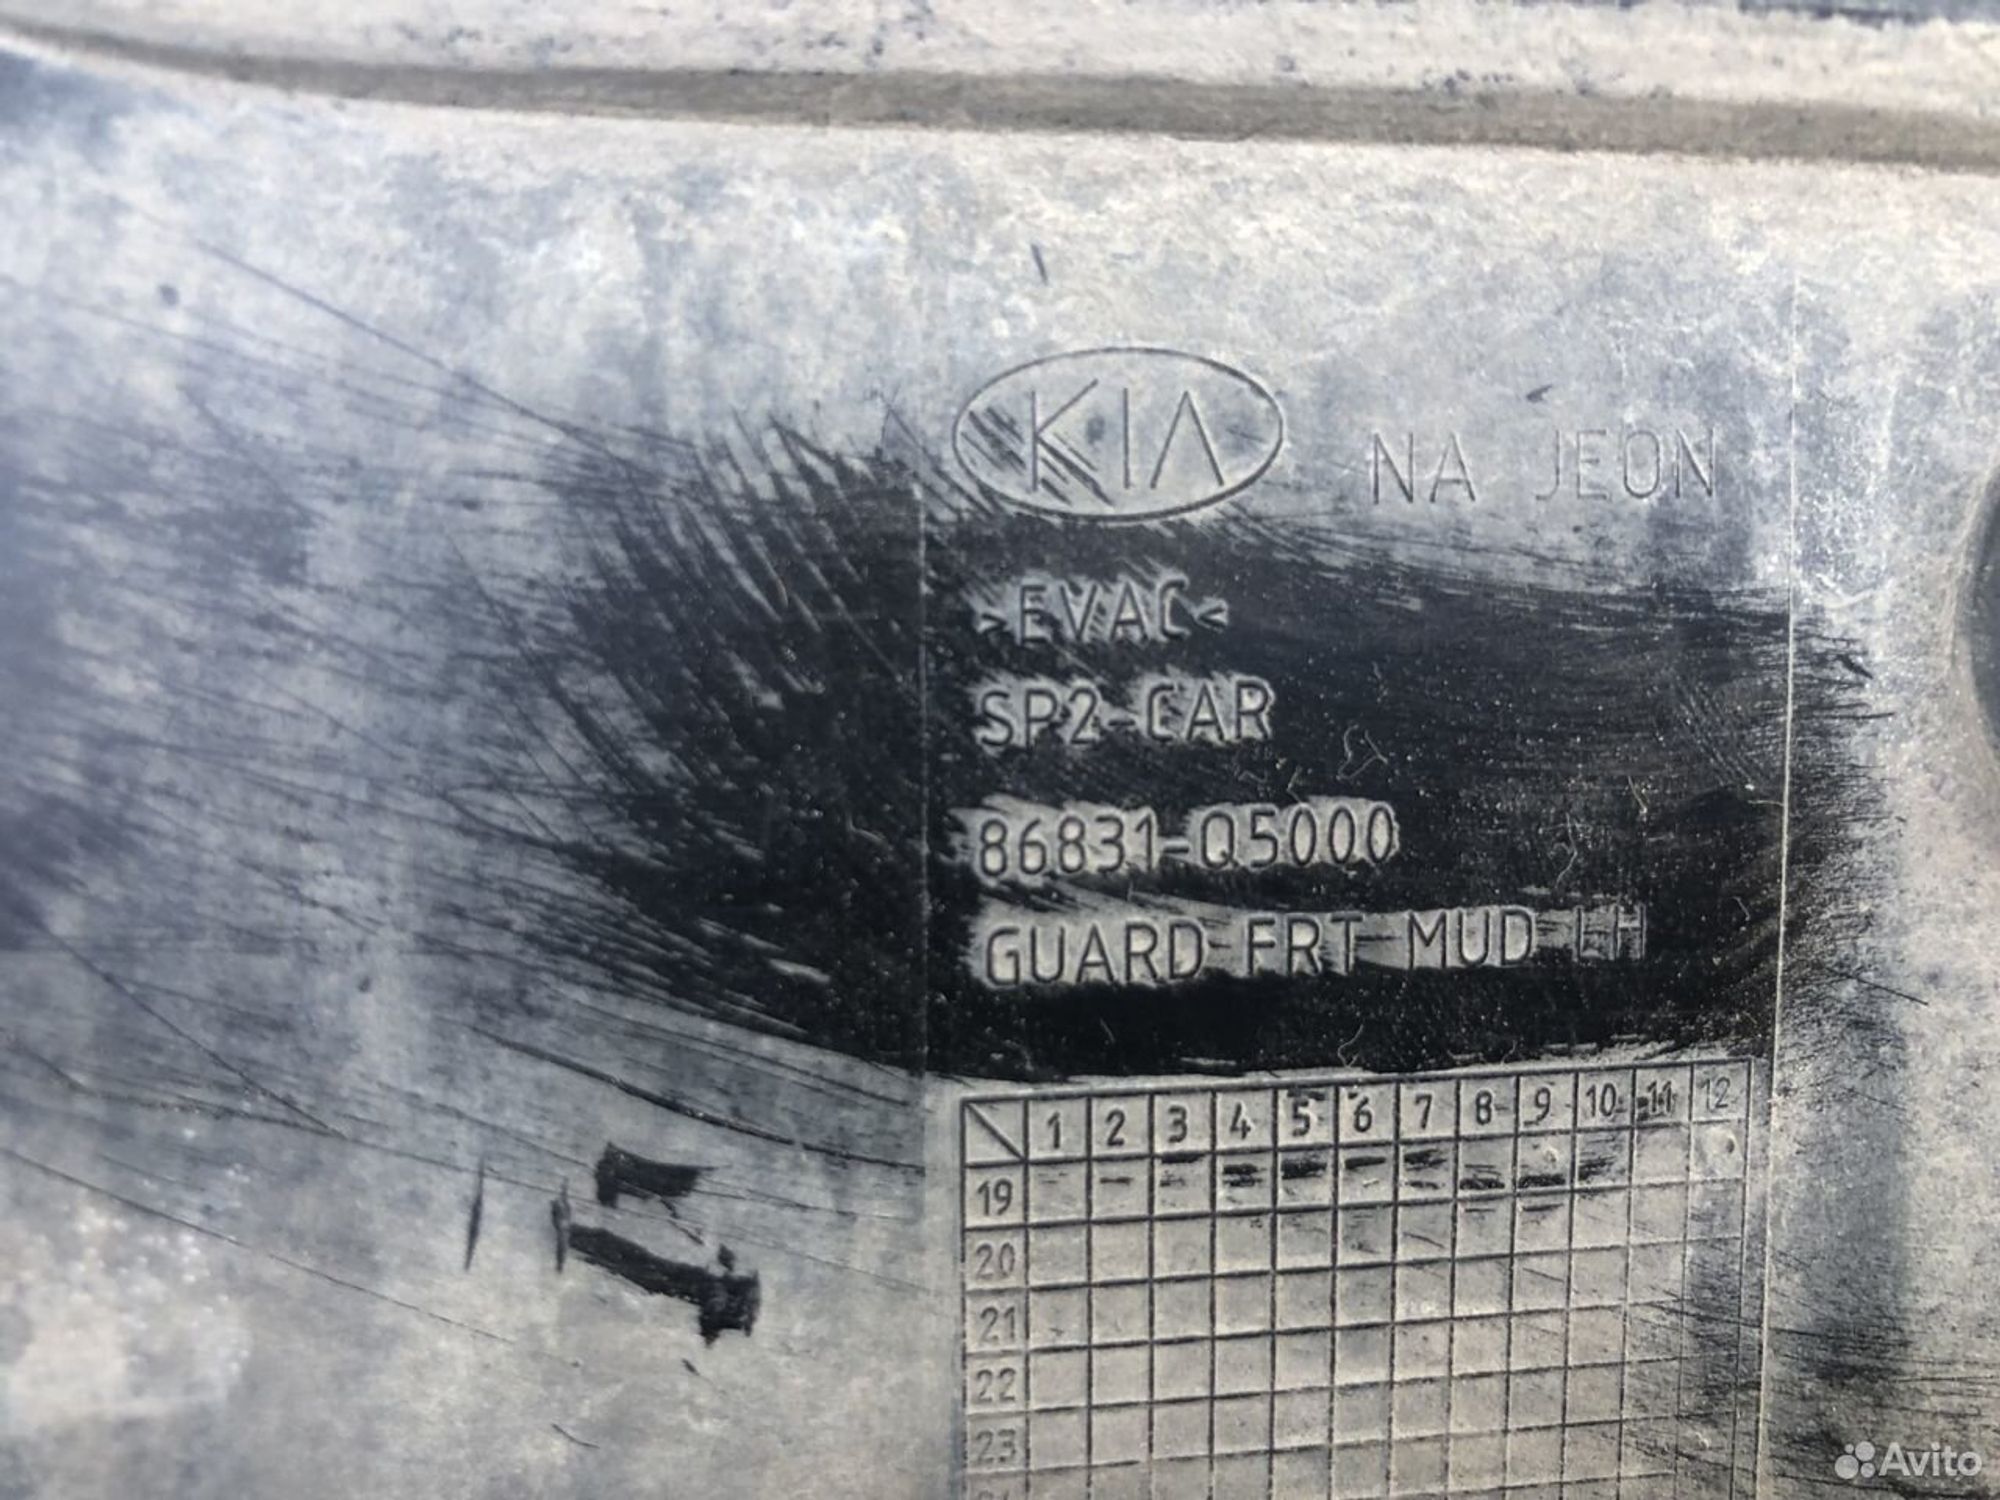 KIA NA JEON
>EVAC<
SP2-CAR
86831-Q5000
GUARD-FRT MUD LH
1 2 3 4 5 6 7 8 9 10 11 12
19
20
21
22
23
Avito